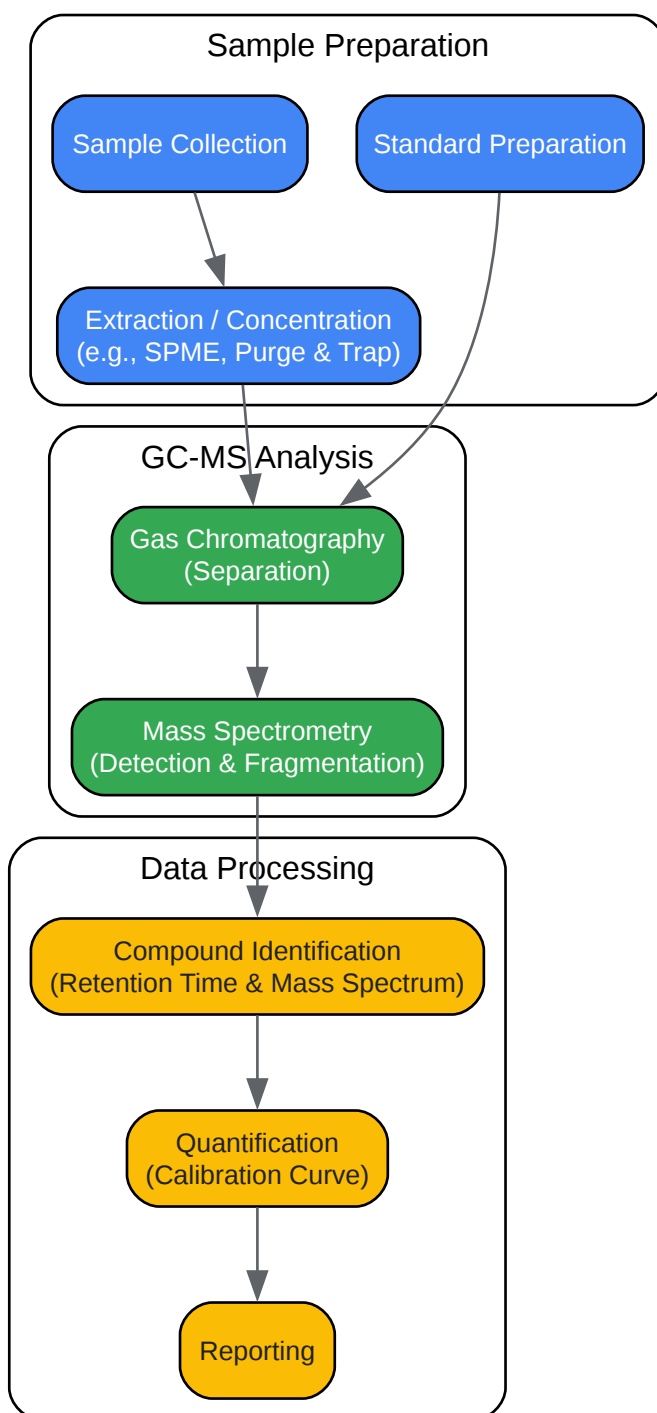 Sample Preparation
Sample Collection
Standard Preparation
Extraction / Concentration
(e.g., SPME, Purge & Trap)
GC-MS Analysis
Gas Chromatography
(Separation)
Mass Spectrometry
(Detection & Fragmentation)
Data Processing
Compound Identification
(Retention Time & Mass Spectrum)
Quantification
(Calibration Curve)
Reporting